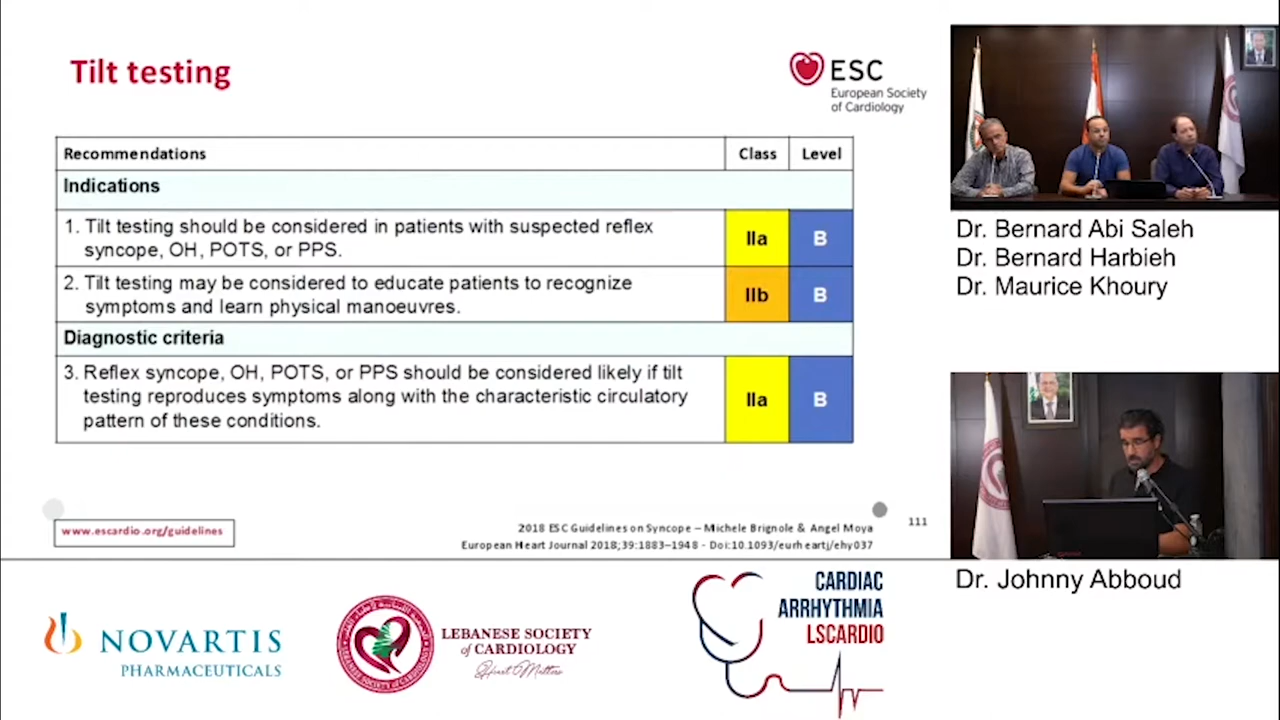 Tilt testing
ESC
European Society
of Cardiology
Recommendations Class Level
Indications
1. Tilt testing should be considered in patients with suspected reflex
syncope, OH, POTS, or PPS.
IIa B
2. Tilt testing may be considered to educate patients to recognize
symptoms and learn physical manoeuvres.
IIb B
Diagnostic criteria
3. Reflex syncope, OH, POTS, or PPS should be considered likely if tilt
testing reproduces symptoms along with the characteristic circulatory
pattern of these conditions.
IIa B
www.escardio.org/guidelines
2018 ESC Guidelines on Syncope – Michele Brignole & Angel Moya
European Heart Journal 2018;39:1883–1948 - Doi:10.1093/eurheartj/ehy037
111
Dr. Bernard Abi Saleh
Dr. Bernard Harbieh
Dr. Maurice Khoury
Dr. Johnny Abboud
NOVARTIS
PHARMACEUTICALS
LEBANESE SOCIETY
of CARDIOLOGY
Heart Matters
CARDIAC
ARRHYTHMIA
LSCARDIO